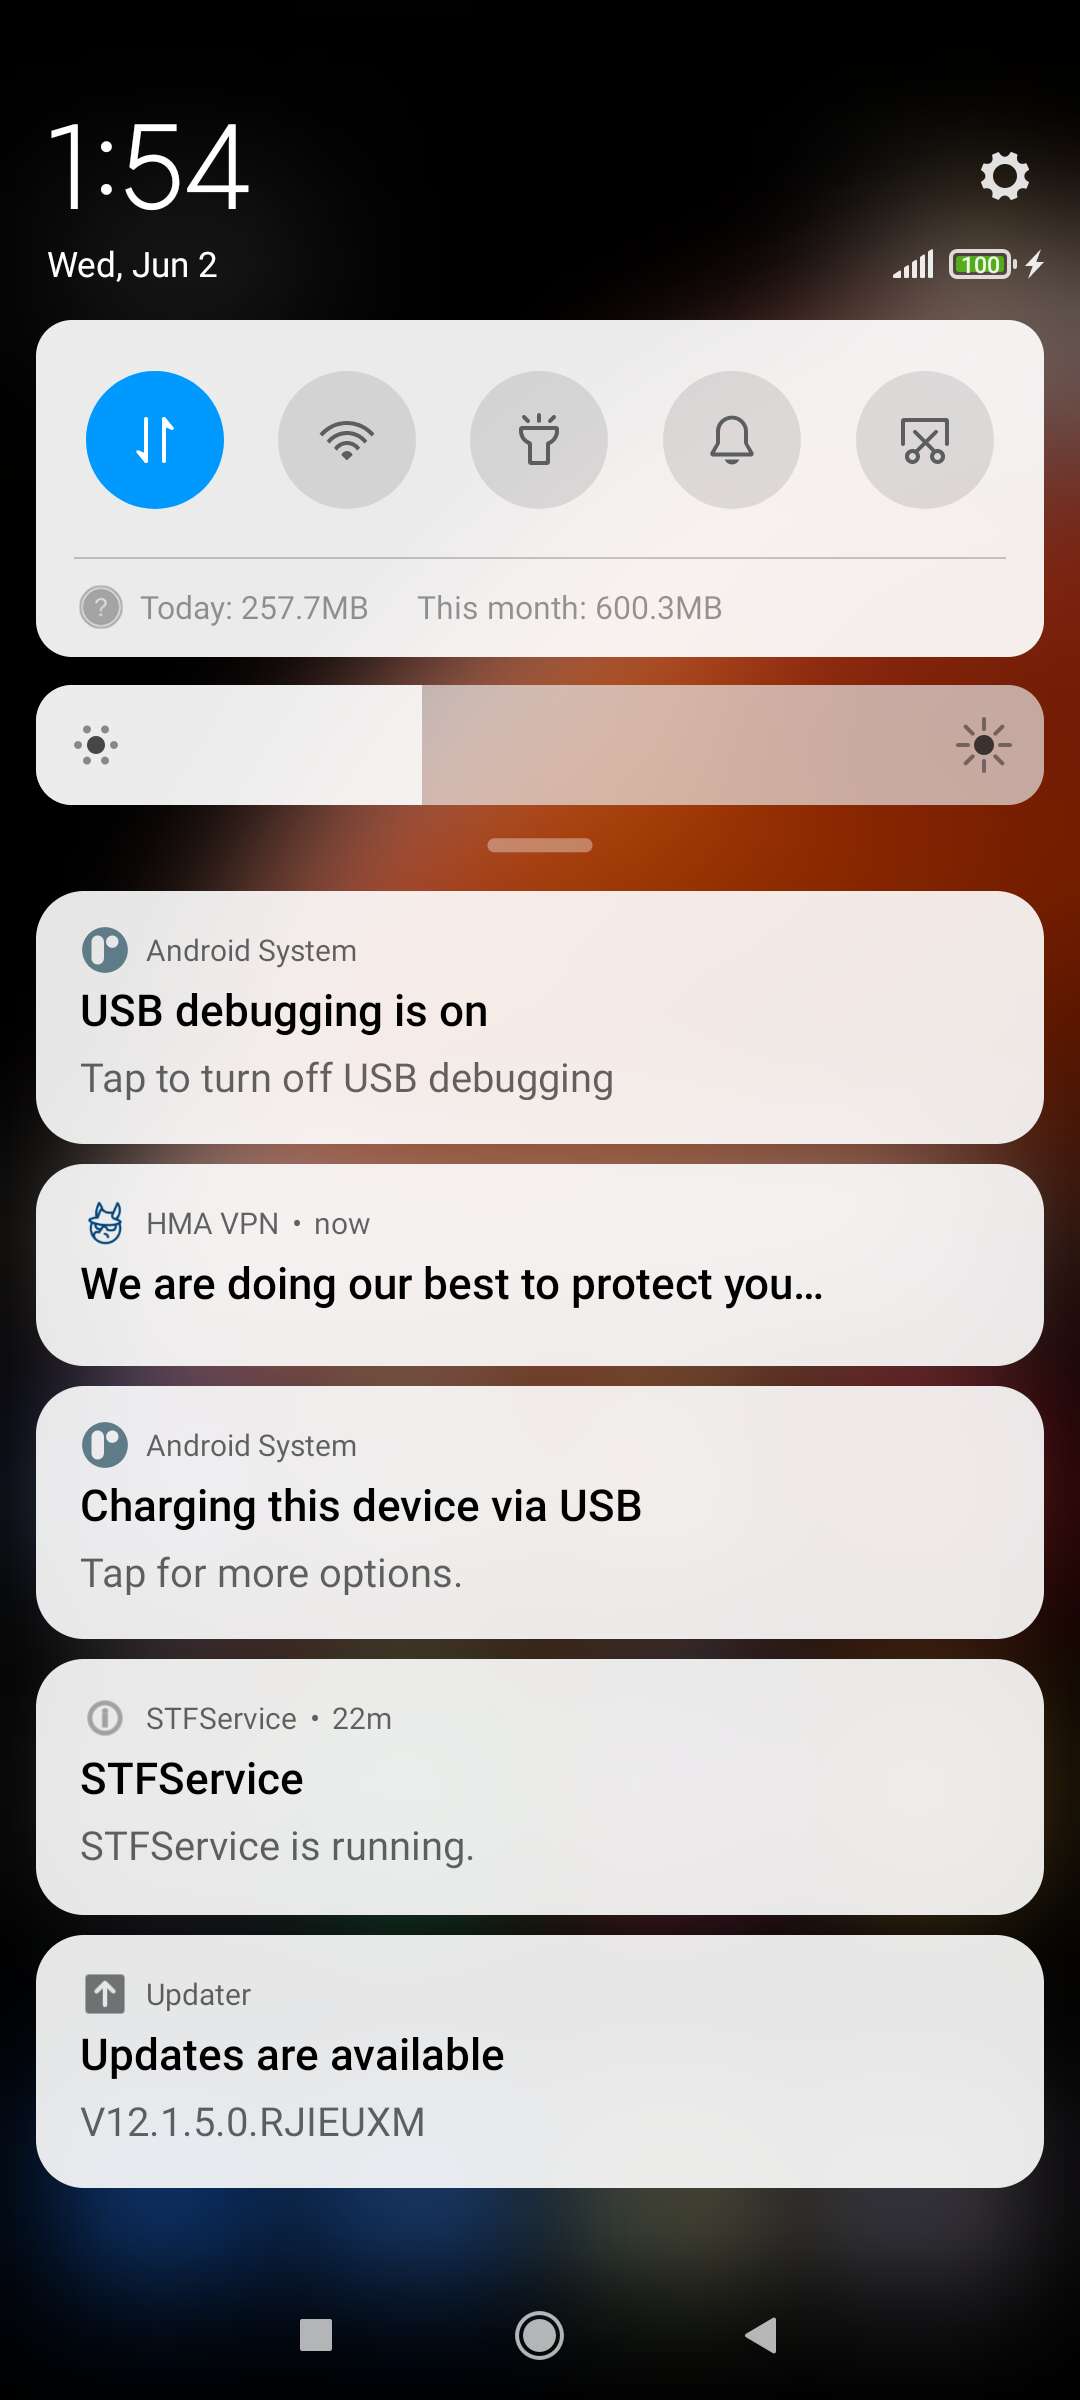 1:54
Wed, Jun 2
100
Today: 257.7MB This month: 600.3MB
Android System
USB debugging is on
Tap to turn off USB debugging
HMA VPN • now
We are doing our best to protect you...
Android System
Charging this device via USB
Tap for more options.
STFService • 22m
STFService
STFService is running.
Updater
Updates are available
V12.1.5.0.RJIEUXM